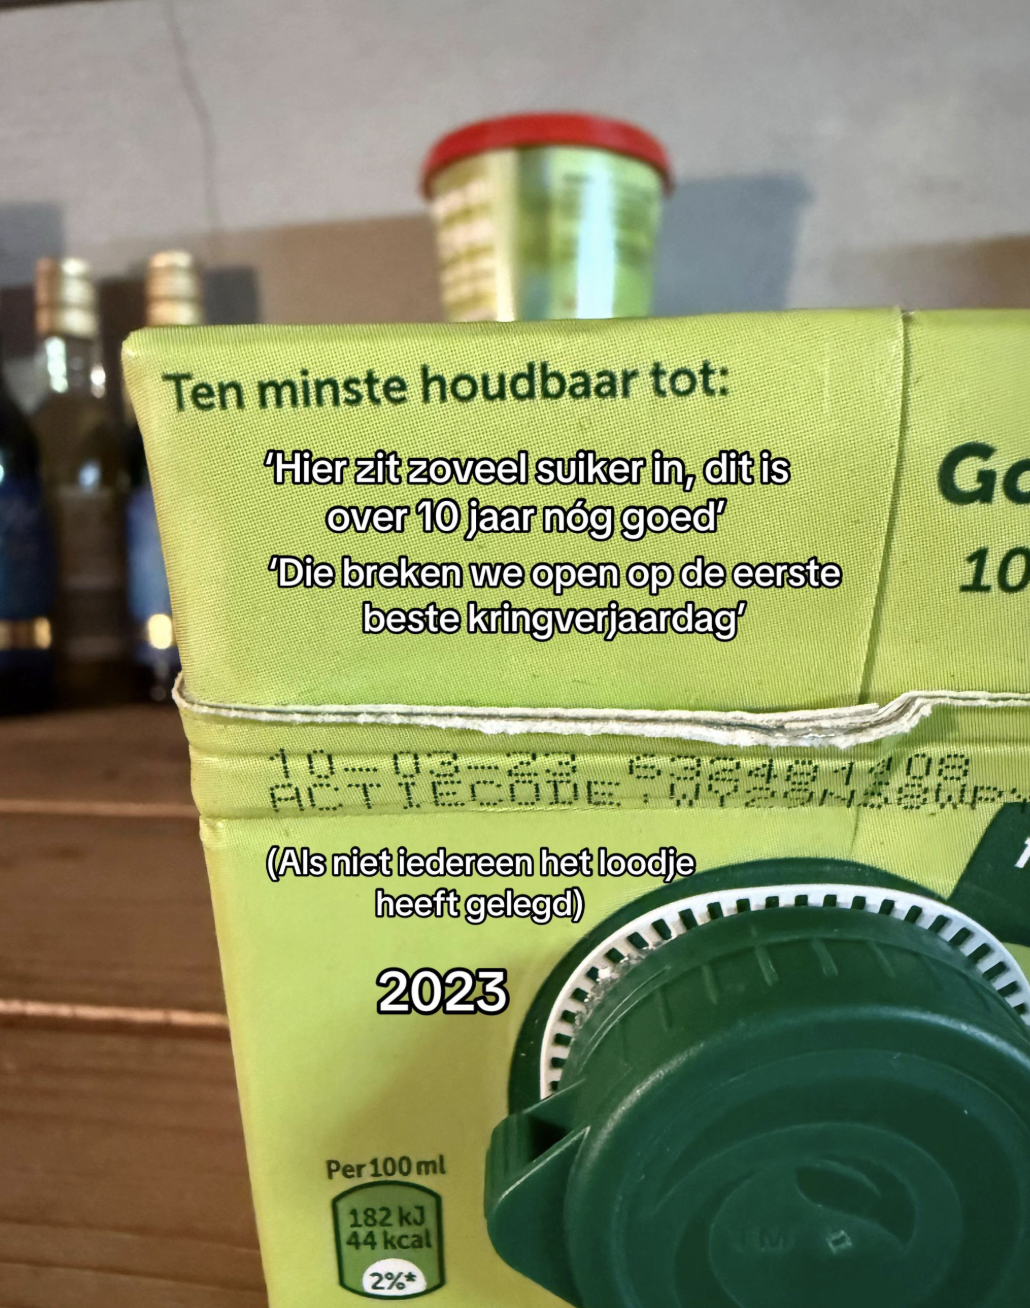 Ten minste houdbaar tot:
'Hier zit zoveel suiker in, dit is
over 10 jaar nóg goed'
'Die breken we open op de eerste
beste kringverjaardag'
10
10-03-23
ACTIECODE:
(Als niet iedereen het loodje
heeft gelegd)
2023
Per 100 ml
182 kJ
44 kcal
2%*